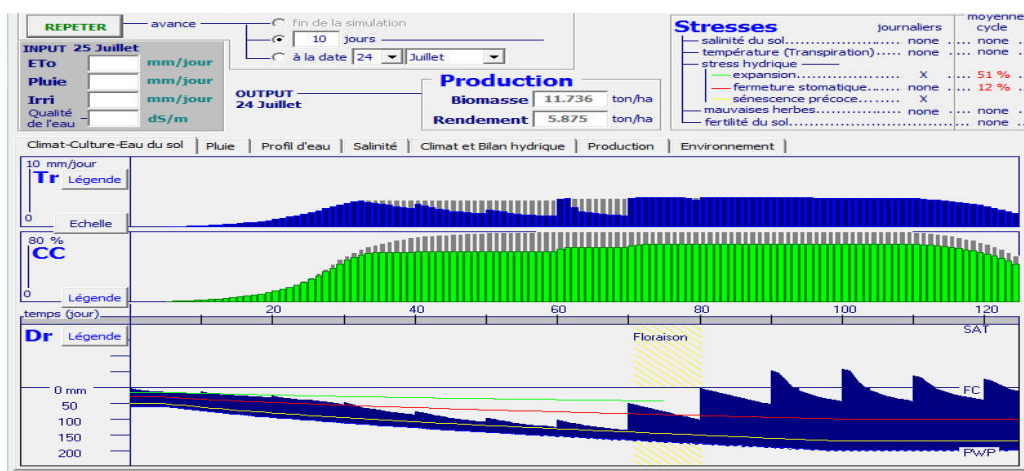 REPETER
avance
fin de la simulation
10 jours
à la date 24 Juillet
INPUT 25 Juillet
ETo mm/jour
Pluie mm/jour
Irri mm/jour
Qualité de l'eau dS/m
OUTPUT
24 Juillet
Production
Biomasse 11.736 ton/ha
Rendement 5.875 ton/ha
Stresses journaliers moyenne cycle
salinité du sol none none
température (Transpiration) none none
stress hydrique
expansion X 51 %
fermeture stomatique none 12 %
sénescence précoce X
mauvaises herbes none none
fertilité du sol none
Climat-Culture-Eau du sol | Pluie | Profil d'eau | Salinité | Climat et Bilan hydrique | Production | Environnement
10 mm/jour
Tr Légende
0
Echelle
80 %
CC
0
Légende
temps (jour) 20 40 60 80 100 120
Dr Légende
Floraison
SAT
0 mm
FC
50
100
150
200
PWP